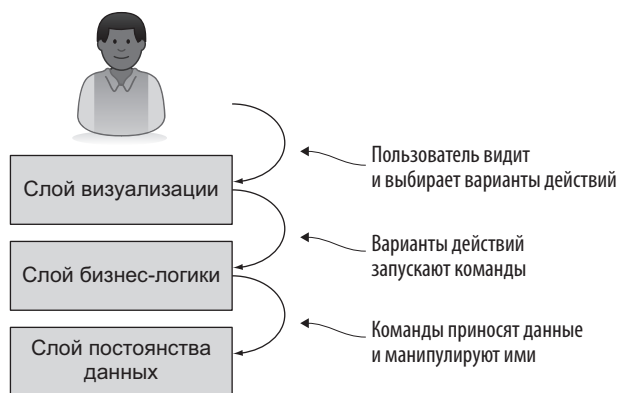 Пользователь видит
и выбирает варианты действий
Слой визуализации
Варианты действий
запускают команды
Слой бизнес-логики
Команды приносят данные
и манипулируют ими
Слой постоянства
данных